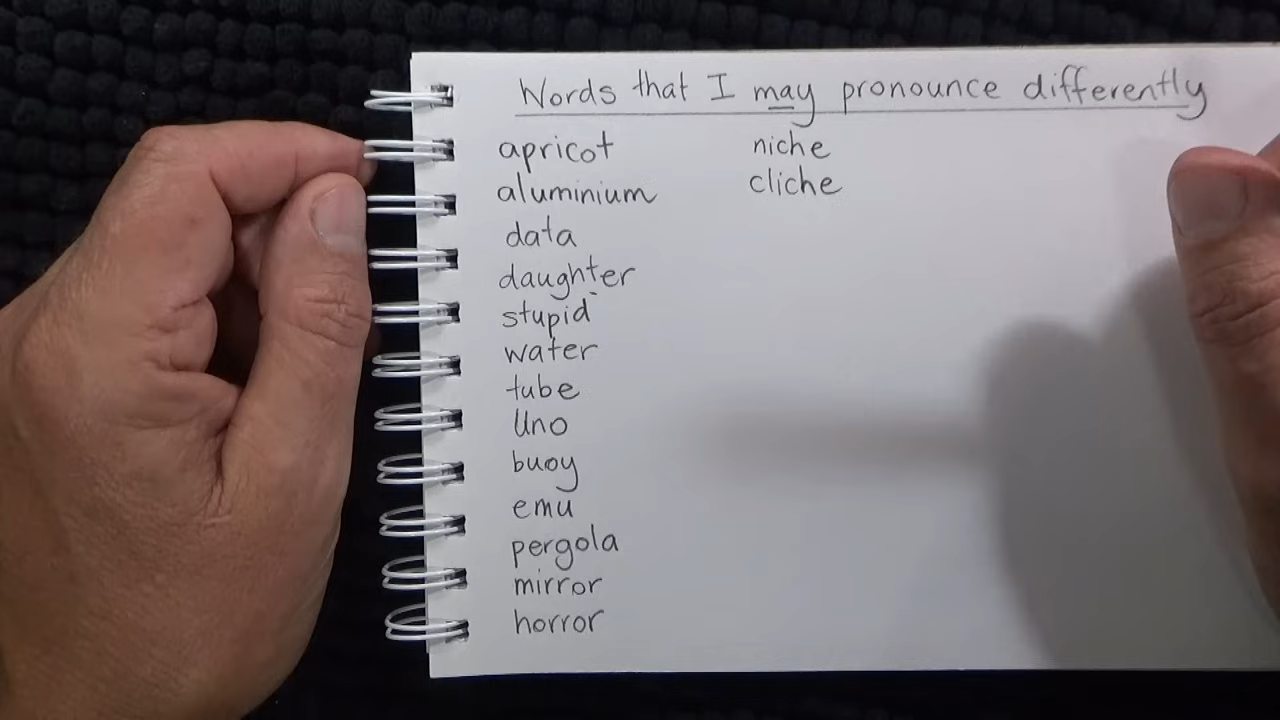 Words that I may pronounce differently
apricot
aluminium
data
daughter
stupid
water
tube
Uno
buoy
emu
pergola
mirror
horror
niche
cliche